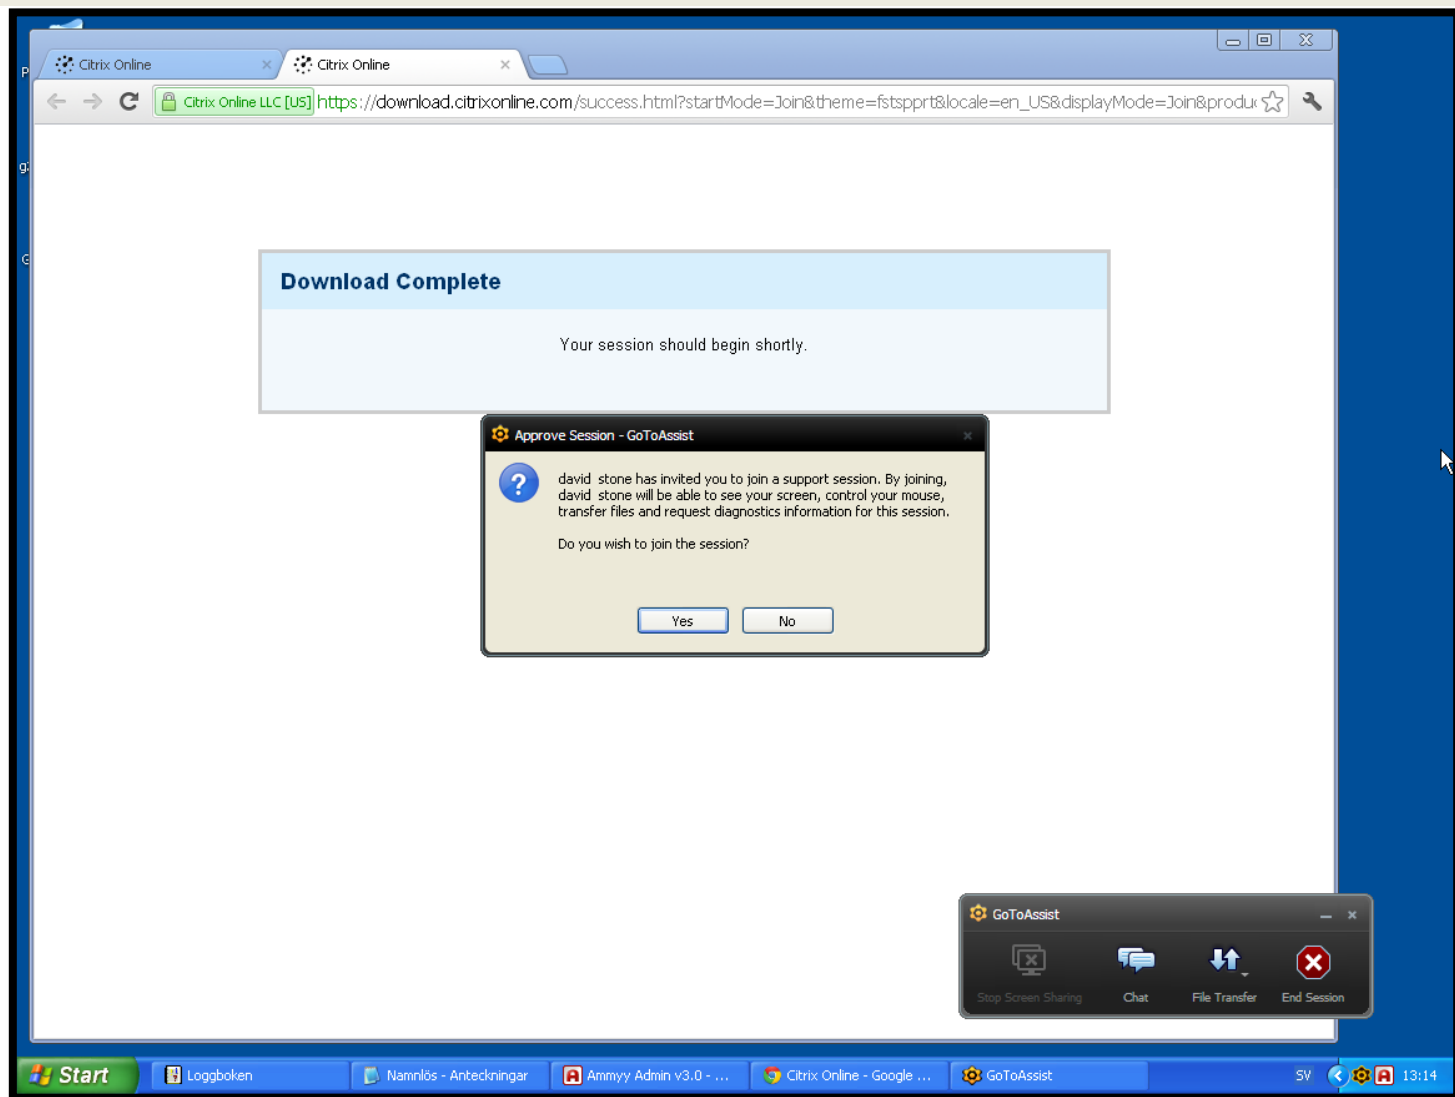 Citrix Online
Citrix Online
Citrix Online LLC [US] https://download.citrixonline.com/success.html?startMode=Join&theme=fstspprt&locale=en_US&displayMode=Join&produ
Download Complete
Your session should begin shortly.
Approve Session - GoToAssist
david stone has invited you to join a support session. By joining,
david stone will be able to see your screen, control your mouse,
transfer files and request diagnostics information for this session.
Do you wish to join the session?
Yes No
GoToAssist
Stop Screen Sharing Chat File Transfer End Session
Start Loggboken Namnlös - Anteckningar Ammyy Admin v3.0 - ... Citrix Online - Google ... GoToAssist SV 13:14